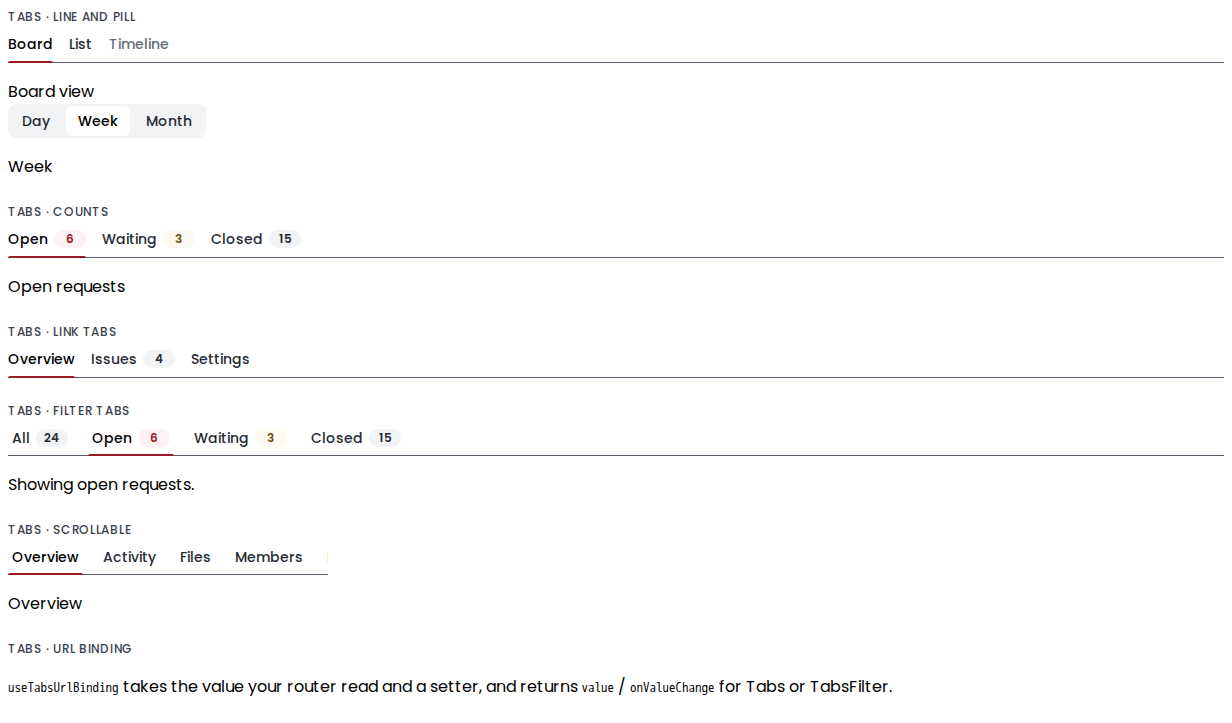 TABS · LINE AND PILL
Board List Timeline
Board view
Day Week Month
Week
TABS · COUNTS
Open 6 Waiting 3 Closed 15
Open requests
TABS · LINK TABS
Overview Issues 4 Settings
TABS · FILTER TABS
All 24 Open 6 Waiting 3 Closed 15
Showing open requests.
TABS · SCROLLABLE
Overview Activity Files Members
Overview
TABS · URL BINDING
useTabsUrlBinding takes the value your router read and a setter, and returns value / onValueChange for Tabs or TabsFilter.